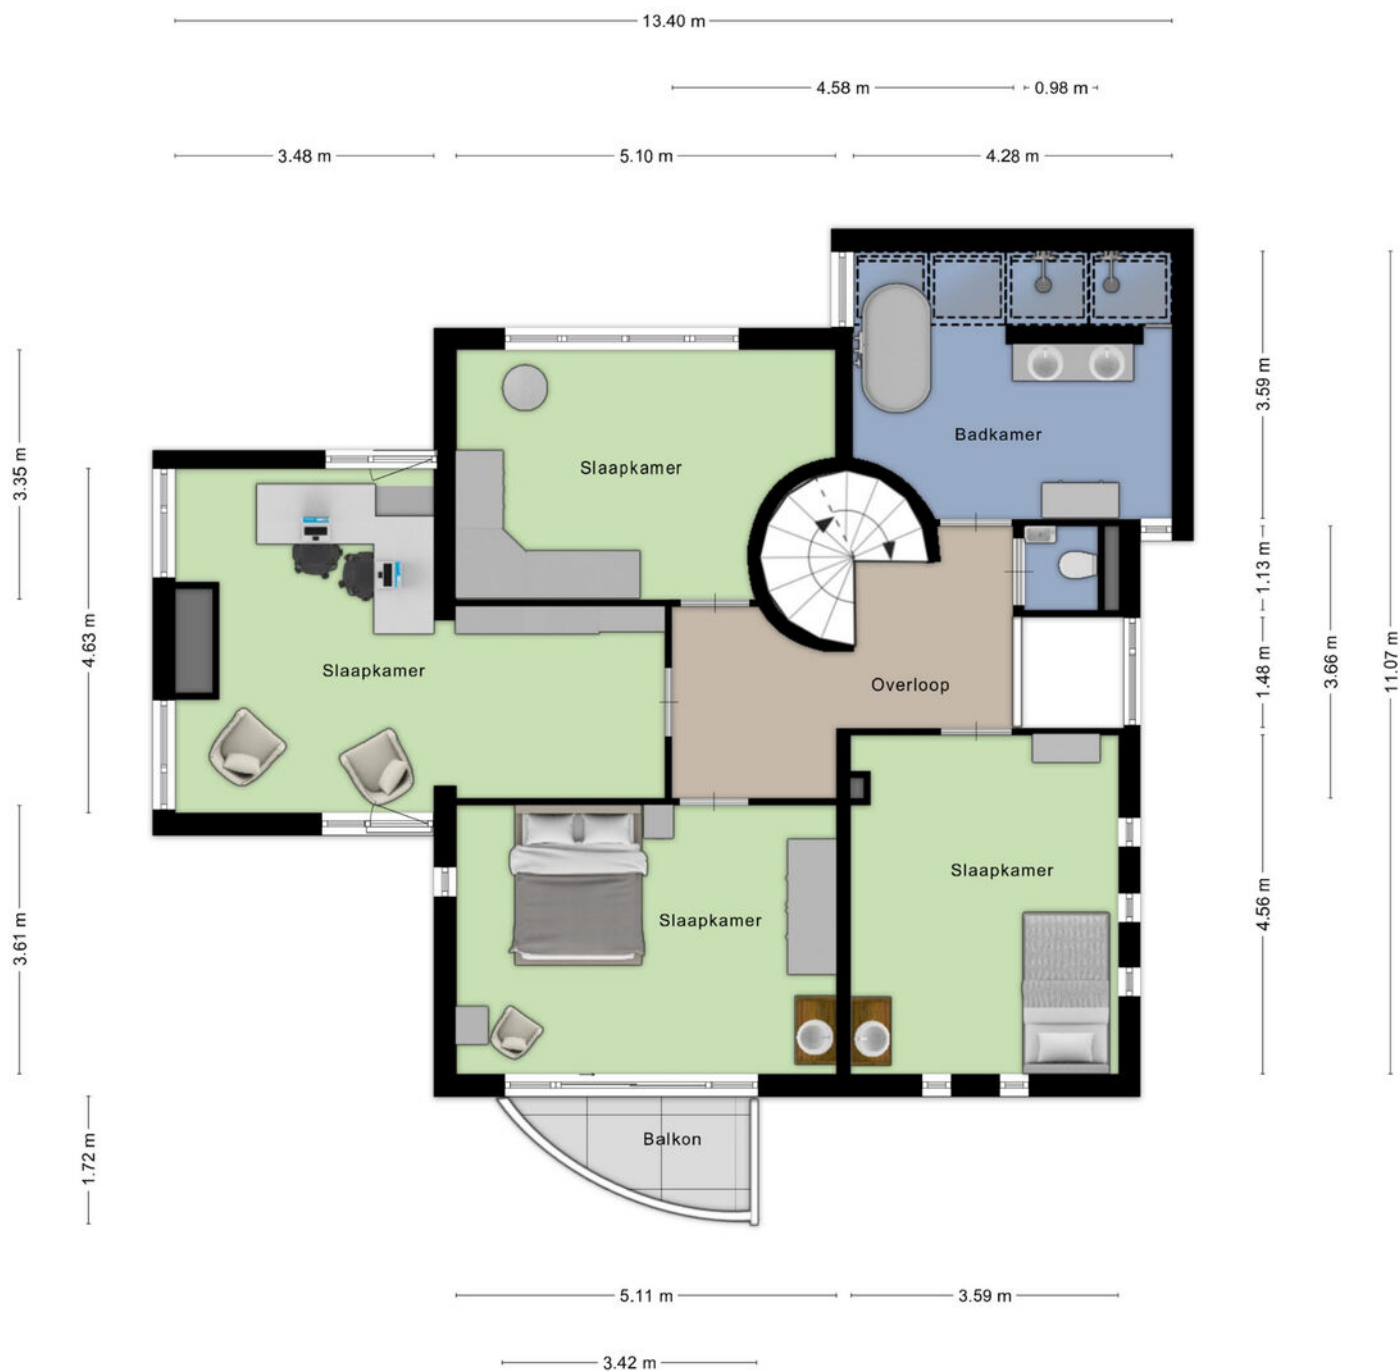 13.40 m
4.58 m
0.98 m
3.48 m
5.10 m
4.28 m
3.35 m
4.63 m
3.61 m
1.72 m
Slaapkamer
Badkamer
Slaapkamer
Overloop
Slaapkamer
Slaapkamer
Balkon
3.59 m
1.13 m
1.48 m
3.66 m
11.07 m
4.56 m
5.11 m
3.59 m
3.42 m